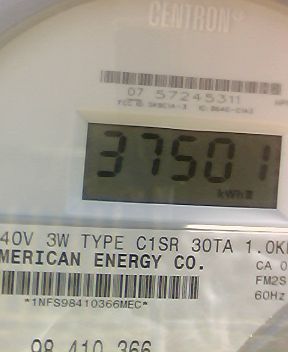 CENTRON®
07 57245311
37501
kWh
40V 3W TYPE C1SR 30TA 1.0K
MERICAN ENERGY CO.
CA 0
*1NFS98410366MEC*
FM2S
60Hz
98 410 366